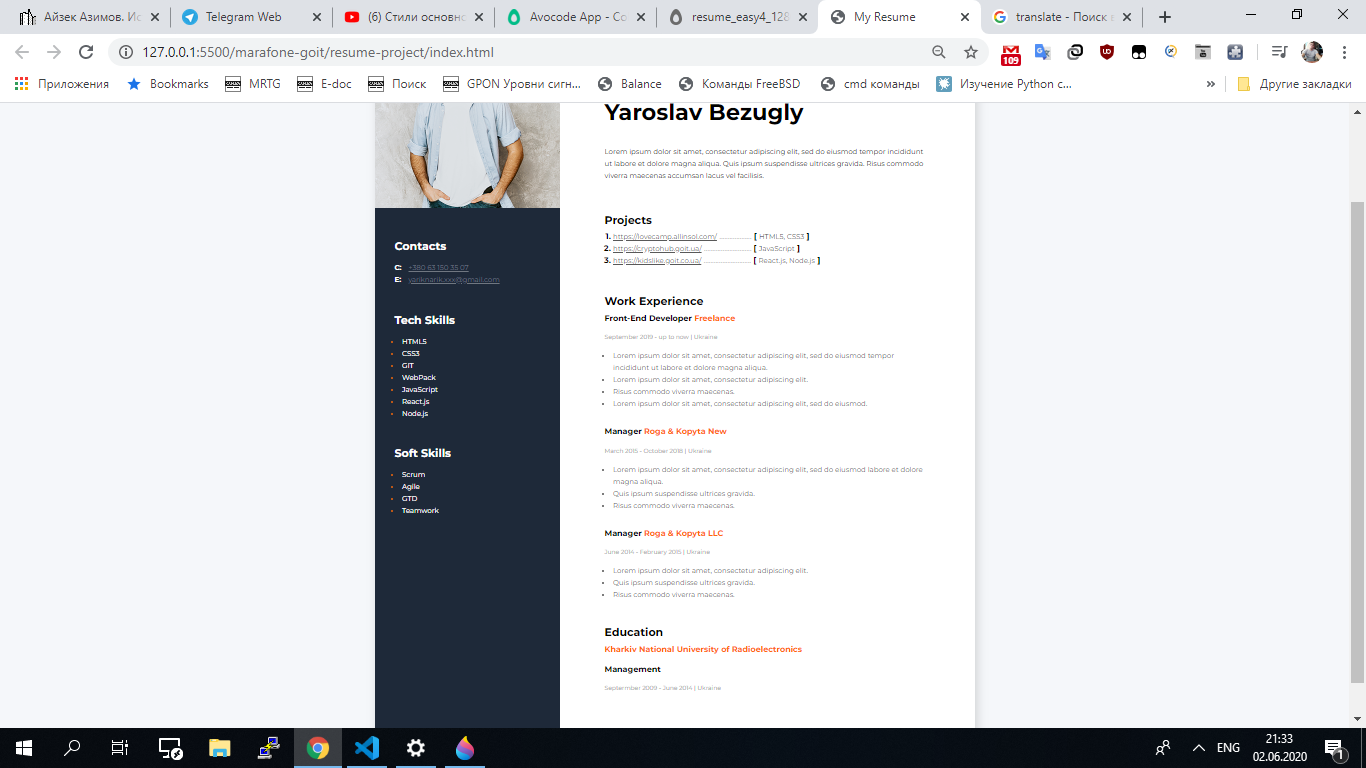 Айзек Азимов. Ис
Telegram Web
(6) Стили основно
Avocode App - Co
resume_easy4_128
My Resume
translate - Поиск в
127.0.0.1:5500/marafone-goit/resume-project/index.html
109
Приложения
Bookmarks
MRTG
E-doc
Поиск
GPON Уровни сигн...
Balance
Команды FreeBSD
cmd команды
Изучение Python с...
»
Другие закладки
Yaroslav Bezugly
Lorem ipsum dolor sit amet, consectetur adipiscing elit, sed do eiusmod tempor incididunt
ut labore et dolore magna aliqua. Quis ipsum suspendisse ultrices gravida. Risus commodo
viverra maecenas accumsan lacus vel facilisis.
Contacts
C: +380 63 150 35 07
E: yariknarik.xxx@gmail.com
Tech Skills
HTML5
CSS3
GIT
WebPack
JavaScript
React.js
Node.js
Soft Skills
Scrum
Agile
GTD
Teamwork
Projects
1. https://lovecamp.allinsol.com/ [ HTML5, CSS3 ]
2. https://cryptohub.goit.ua/ [ JavaScript ]
3. https://kidslike.goit.co.ua/ [ React.js, Node.js ]
Work Experience
Front-End Developer Freelance
September 2019 - up to now | Ukraine
Lorem ipsum dolor sit amet, consectetur adipiscing elit, sed do eiusmod tempor
incididunt ut labore et dolore magna aliqua.
Lorem ipsum dolor sit amet, consectetur adipiscing elit.
Risus commodo viverra maecenas.
Lorem ipsum dolor sit amet, consectetur adipiscing elit, sed do eiusmod.
Manager Roga & Kopyta New
March 2015 - October 2018 | Ukraine
Lorem ipsum dolor sit amet, consectetur adipiscing elit, sed do eiusmod labore et dolore
magna aliqua.
Quis ipsum suspendisse ultrices gravida.
Risus commodo viverra maecenas.
Manager Roga & Kopyta LLC
June 2014 - February 2015 | Ukraine
Lorem ipsum dolor sit amet, consectetur adipiscing elit.
Quis ipsum suspendisse ultrices gravida.
Risus commodo viverra maecenas.
Education
Kharkiv National University of Radioelectronics
Management
Septermber 2009 - June 2014 | Ukraine
ENG
21:33
02.06.2020
1